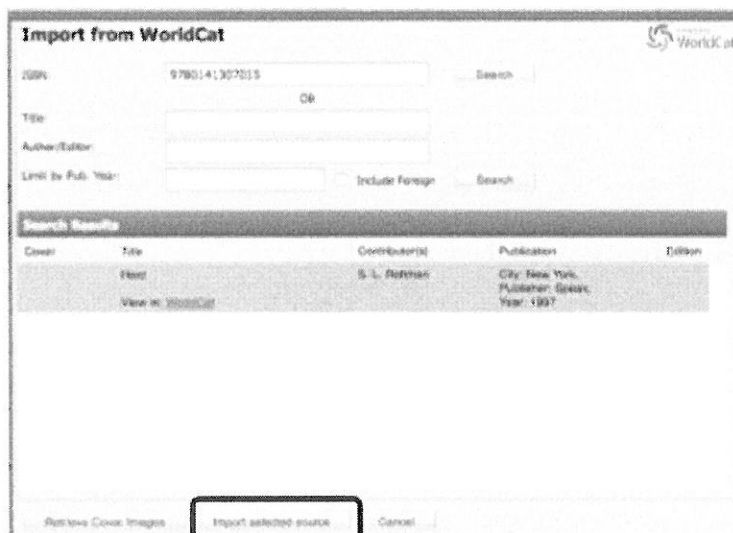 Import from WorldCat
WorldCat
ISBN: 9780141307015 Search
OR
Title:
Author/Editor:
Limit by Pub. Year: Include Foreign Search
Search Results
Cover Title Contributor(s) Publication Edition
S. L. Rottman City: New York,
Publisher: Speak,
View in: WorldCat Year: 1997
Retrieve Cover Images Import selected source Cancel